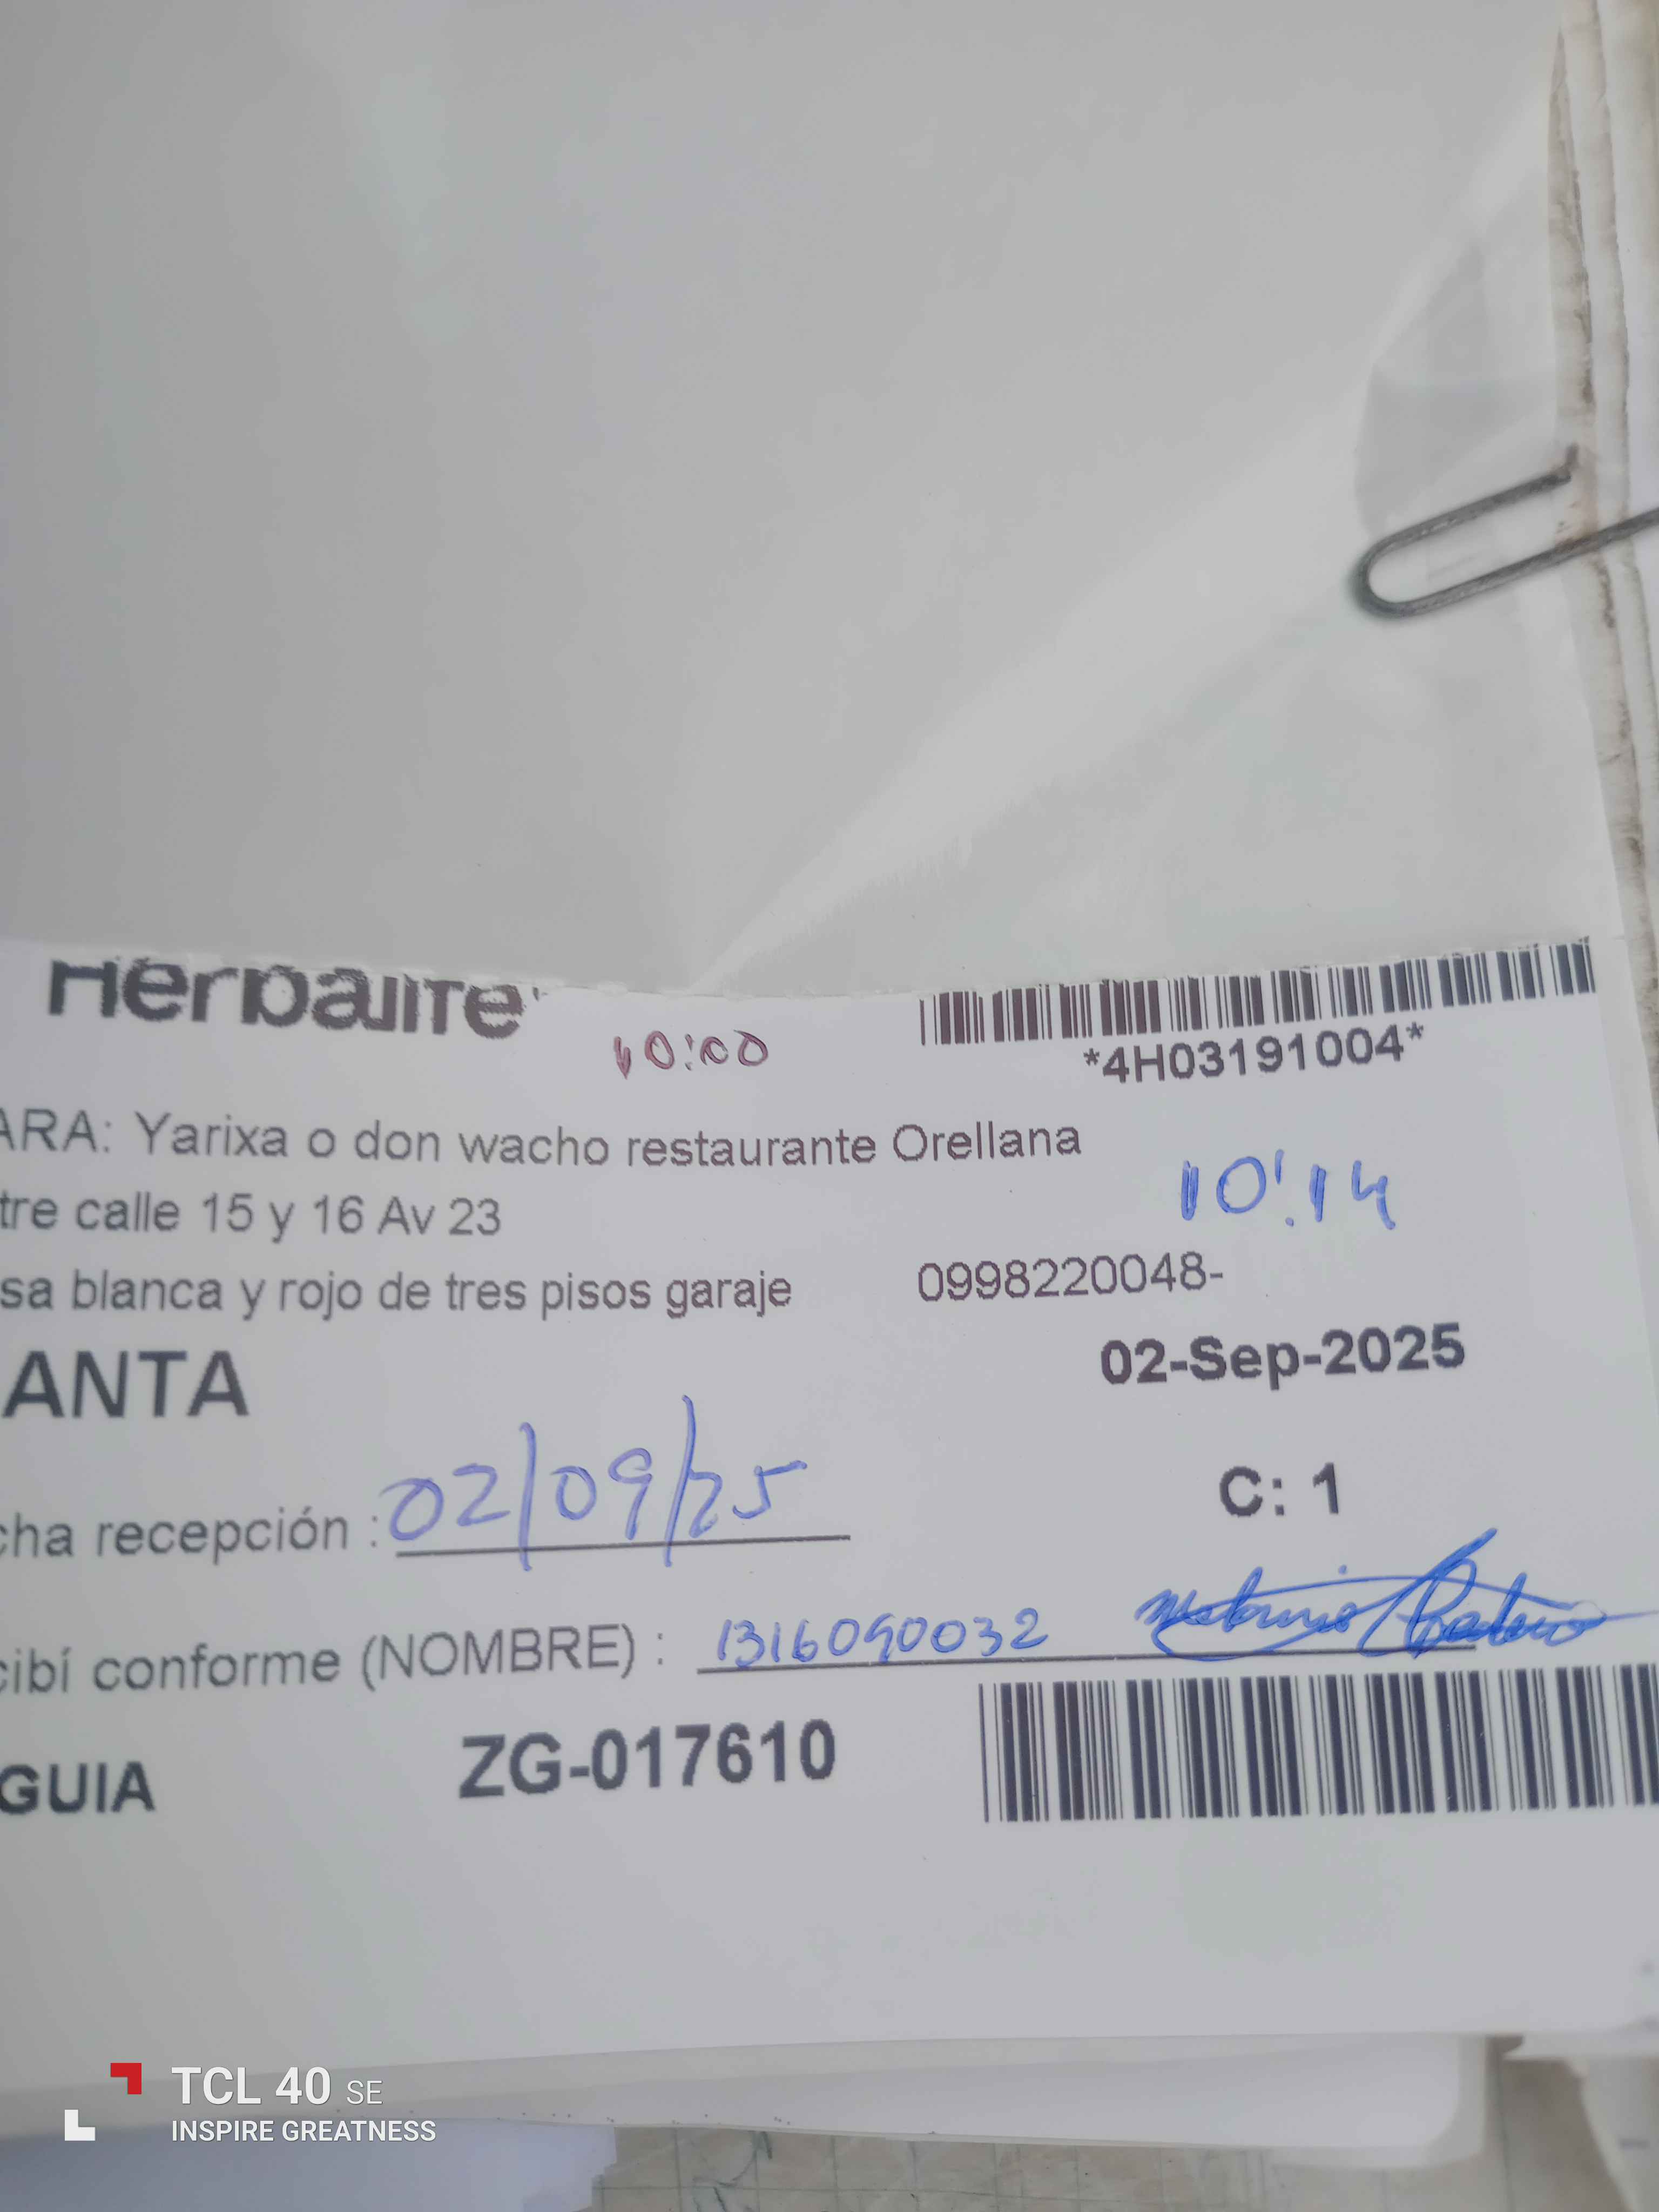 Herbalife
10:00
*4H03191004*
ARA: Yarixa o don wacho restaurante Orellana
10:14
tre calle 15 y 16 Av 23
sa blanca y rojo de tres pisos garaje 0998220048-
ANTA 02-Sep-2025
cha recepción : 02/09/25 C: 1
cibí conforme (NOMBRE) : 1316090032
GUIA ZG-017610
TCL 40 SE
INSPIRE GREATNESS